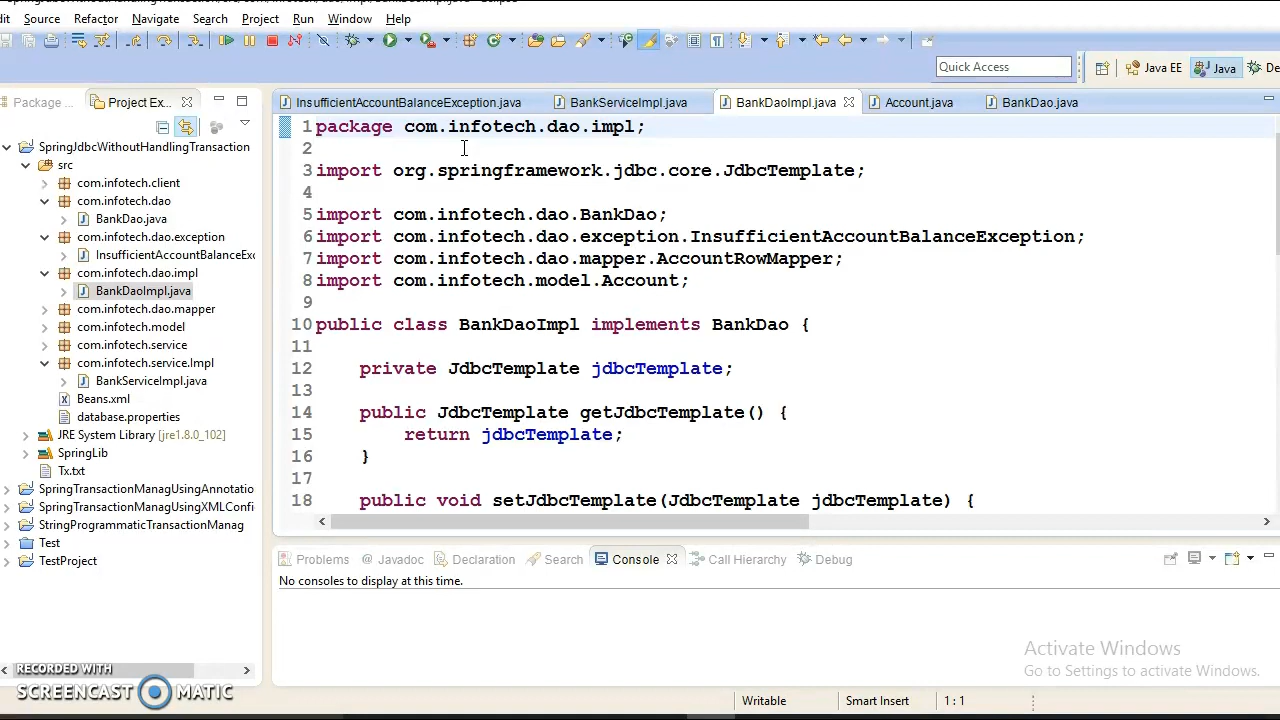 dit Source Refactor Navigate Search Project Run Window Help
Quick Access
Java EE
Java
De
Package ...
Project Ex...
InsufficientAccountBalanceException.java
BankServiceImpl.java
BankDaoImpl.java
Account.java
BankDao.java
SpringJdbcWithoutHandlingTransaction
src
com.infotech.client
com.infotech.dao
BankDao.java
com.infotech.dao.exception
InsufficientAccountBalanceExc
com.infotech.dao.impl
BankDaoImpl.java
com.infotech.dao.mapper
com.infotech.model
com.infotech.service
com.infotech.service.Impl
BankServiceImpl.java
Beans.xml
database.properties
JRE System Library [jre1.8.0_102]
SpringLib
Tx.txt
SpringTransactionManagUsingAnnotatio
SpringTransactionManagUsingXMLConfi
StringProgrammaticTransactionManag
Test
TestProject
1 package com.infotech.dao.impl;
2
3 import org.springframework.jdbc.core.JdbcTemplate;
4
5 import com.infotech.dao.BankDao;
6 import com.infotech.dao.exception.InsufficientAccountBalanceException;
7 import com.infotech.dao.mapper.AccountRowMapper;
8 import com.infotech.model.Account;
9
10 public class BankDaoImpl implements BankDao {
11
12 private JdbcTemplate jdbcTemplate;
13
14 public JdbcTemplate getJdbcTemplate() {
15 return jdbcTemplate;
16 }
17
18 public void setJdbcTemplate(JdbcTemplate jdbcTemplate) {
Problems @ Javadoc Declaration Search Console Call Hierarchy Debug
No consoles to display at this time.
Activate Windows
Go to Settings to activate Windows.
RECORDED WITH
SCREENCAST MATIC
Writable Smart Insert 1 : 1